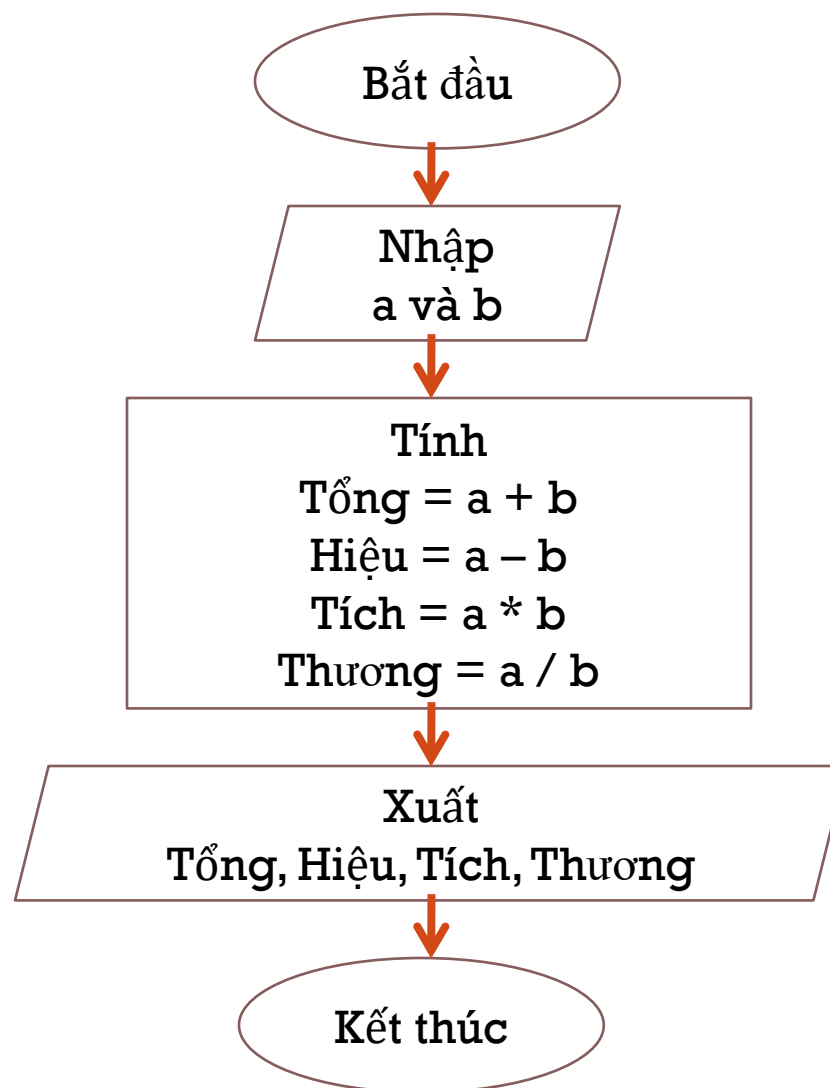 Bắt đầu
Nhập
a và b
Tính
Tổng = a + b
Hiệu = a – b
Tích = a * b
Thương = a / b
Xuất
Tổng, Hiệu, Tích, Thương
Kết thúc